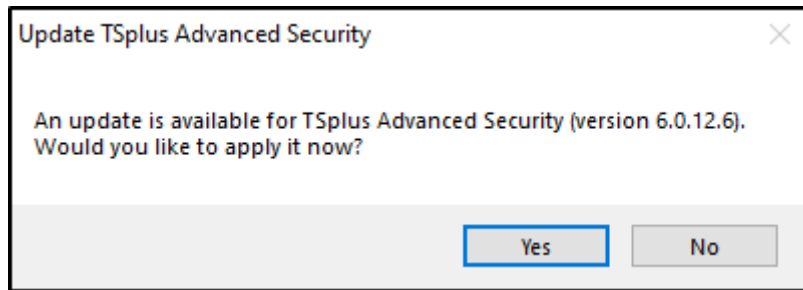 Update TSplus Advanced Security
An update is available for TSplus Advanced Security (version 6.0.12.6).
Would you like to apply it now?
Yes
No